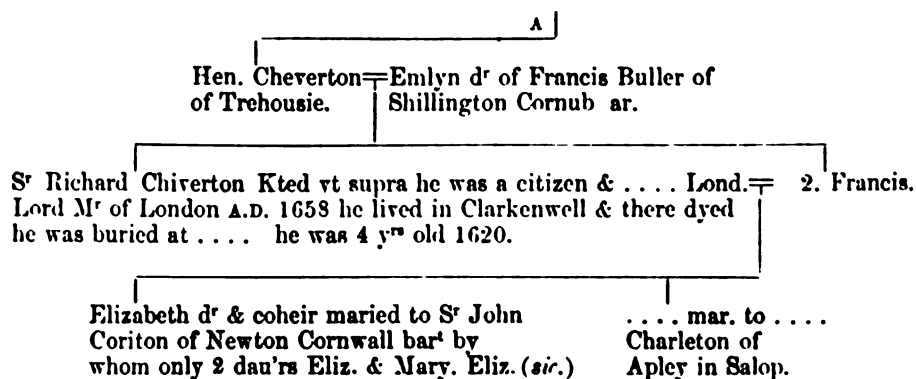 A
Hen. Cheverton=Emlyn dʳ of Francis Buller of
of Trehousie. Shillington Cornub ar.
Sʳ Richard Chiverton Kted vt supra he was a citizen & .... Lond.= 2. Francis.
Lord Mʳ of London A.D. 1658 he lived in Clarkenwell & there dyed
he was buried at .... he was 4 yʳˢ old 1620.
Elizabeth dʳ & coheir maried to Sʳ John
Coriton of Newton Cornwall barᵗ by
whom only 2 dau'rs Eliz. & Mary. Eliz. (sic.)
.... mar. to ....
Charleton of
Apley in Salop.